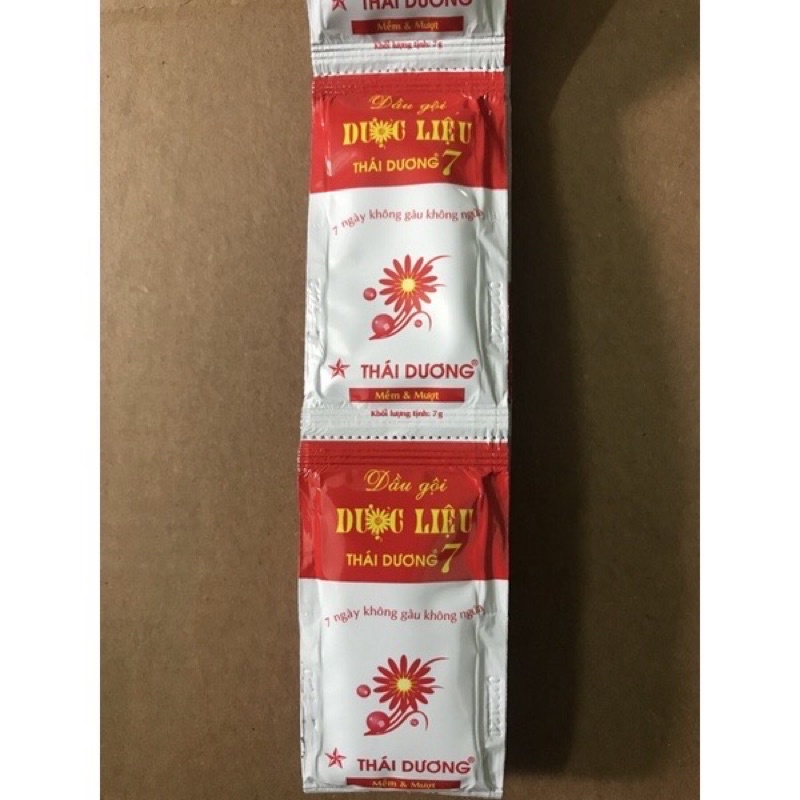 THÁI DƯƠNG
Mềm & Mượt
Khối lượng tịnh: 7g
Dầu gội
DƯỢC LIỆU
THÁI DƯƠNG® 7
7 ngày không gàu không ngứa
THÁI DƯƠNG®
Mềm & Mượt
Khối lượng tịnh: 7g
Dầu gội
DƯỢC LIỆU
THÁI DƯƠNG® 7
7 ngày không gàu không ngứa
THÁI DƯƠNG®
Mềm & Mượt